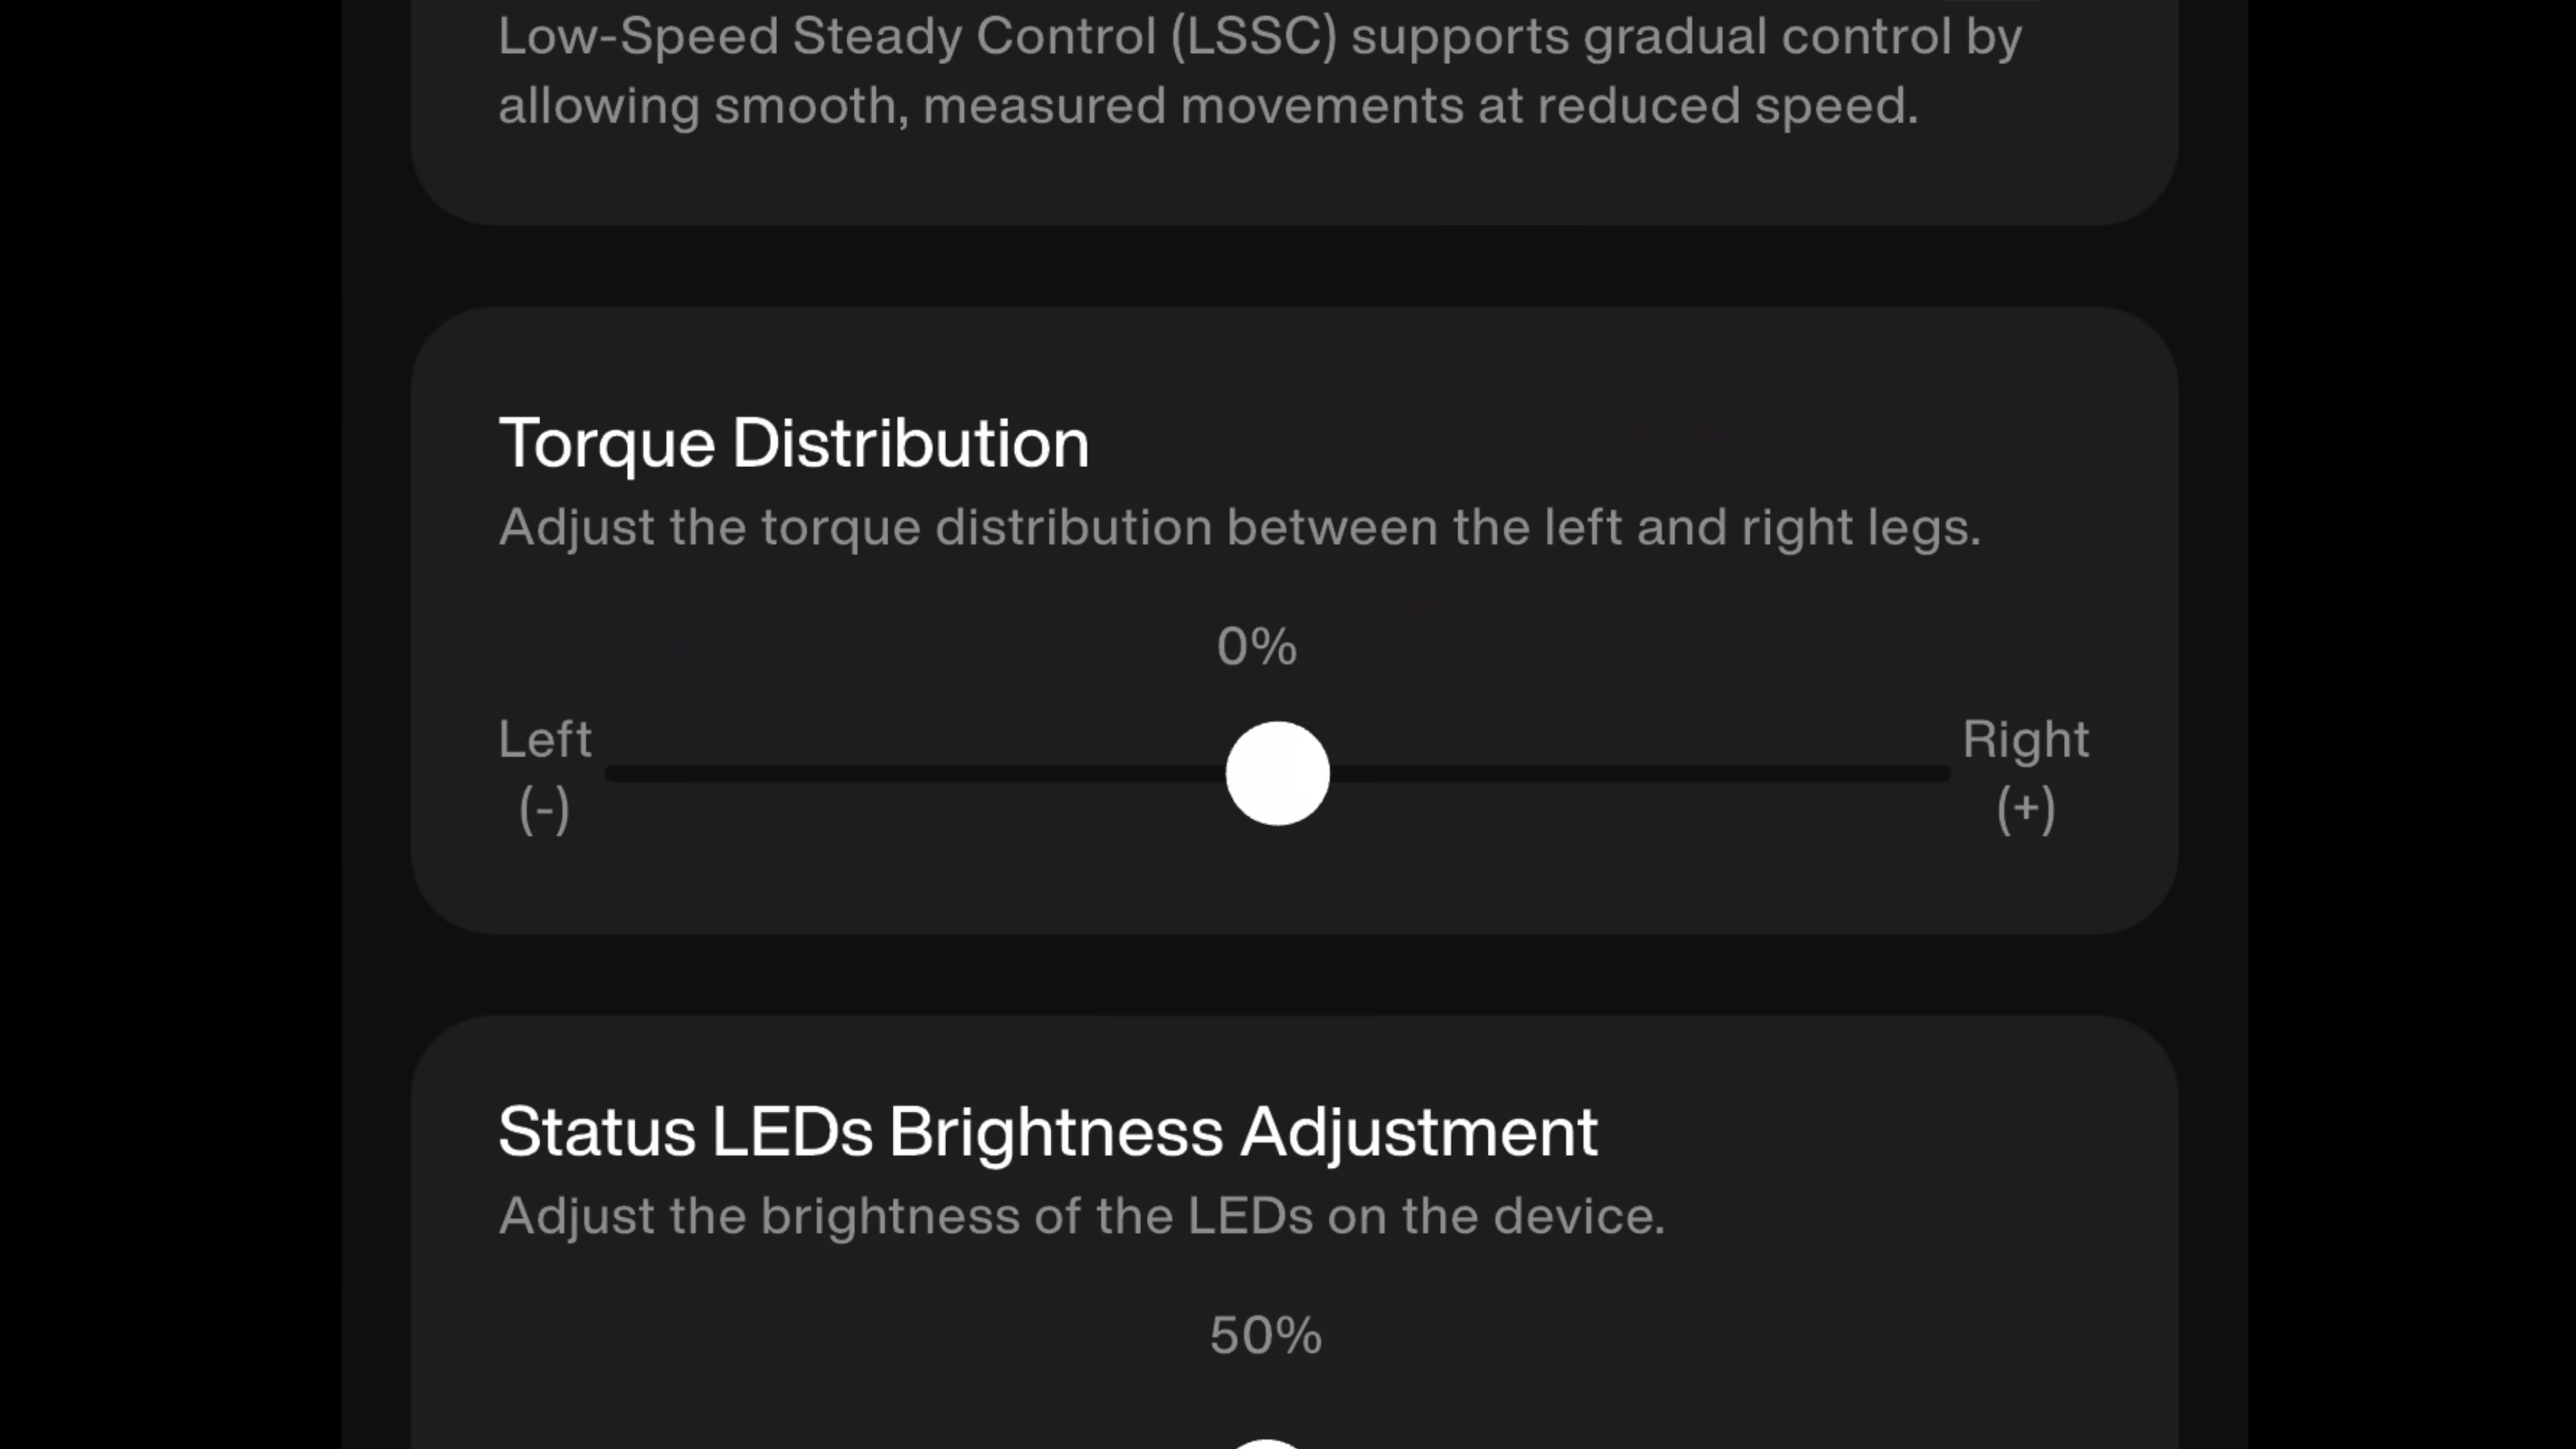 Low-Speed Steady Control (LSSC) supports gradual control by
allowing smooth, measured movements at reduced speed.
Torque Distribution
Adjust the torque distribution between the left and right legs.
0%
Left
(-)
Right
(+)
Status LEDs Brightness Adjustment
Adjust the brightness of the LEDs on the device.
50%